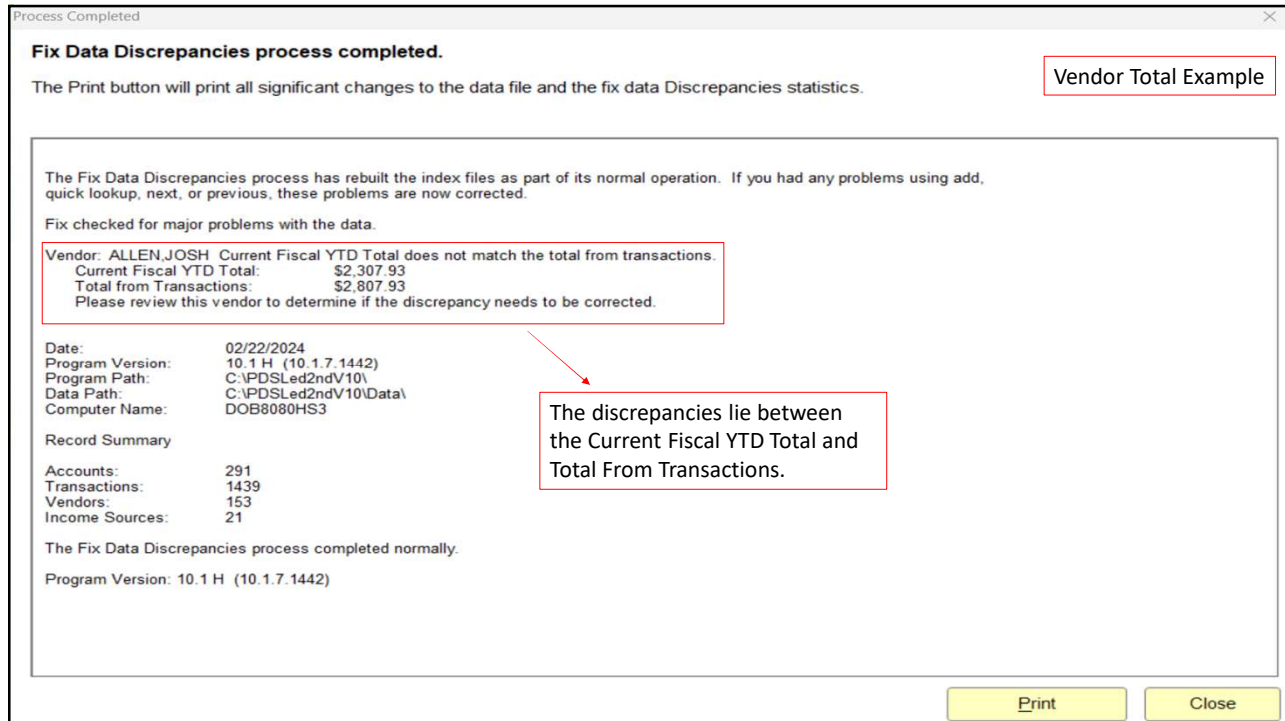 Process Completed
Fix Data Discrepancies process completed.
The Print button will print all significant changes to the data file and the fix data Discrepancies statistics.
Vendor Total Example
The Fix Data Discrepancies process has rebuilt the index files as part of its normal operation. If you had any problems using add,
quick lookup, next, or previous, these problems are now corrected.
Fix checked for major problems with the data.
Vendor: ALLEN,JOSH Current Fiscal YTD Total does not match the total from transactions.
Current Fiscal YTD Total: $2,307.93
Total from Transactions: $2,807.93
Please review this vendor to determine if the discrepancy needs to be corrected.
Date: 02/22/2024
Program Version: 10.1 H (10.1.7.1442)
Program Path: C:\PDSLed2ndV10\
Data Path: C:\PDSLed2ndV10\Data\
Computer Name: DOB8080HS3
The discrepancies lie between
the Current Fiscal YTD Total and
Total From Transactions.
Record Summary
Accounts: 291
Transactions: 1439
Vendors: 153
Income Sources: 21
The Fix Data Discrepancies process completed normally.
Program Version: 10.1 H (10.1.7.1442)
Print
Close